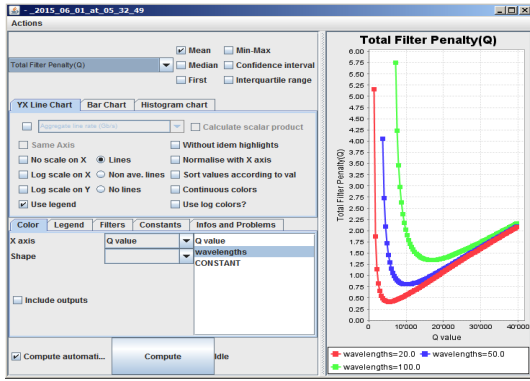 - _2015_06_01_at_05_32_49
Actions
Total Filter Penalty(Q)
Mean Min-Max
Median Confidence interval
First Interquartile range
YX Line Chart Bar Chart Histogram chart
Calculate scalar product
Same Axis Without idem highlights
No scale on X Lines Normalise with X axis
Log scale on X Non ave. lines Sort values according to val
Log scale on Y No lines Continuous colors
Use legend Use log colors?
Color Legend Filters Constants Infos and Problems
X axis Q value Q value
Shape wavelengths
CONSTANT
Include outputs
Compute automati... Compute Idle
Total Filter Penalty(Q)
Total Filter Penalty(Q)
6.00
5.75
5.50
5.25
5.00
4.75
4.50
4.25
4.00
3.75
3.50
3.25
3.00
2.75
2.50
2.25
2.00
1.75
1.50
1.25
1.00
0.75
0.50
0.25
0.00
0 10'000 20'000 30'000 40'000
Q value
wavelengths=20.0 wavelengths=50.0
wavelengths=100.0